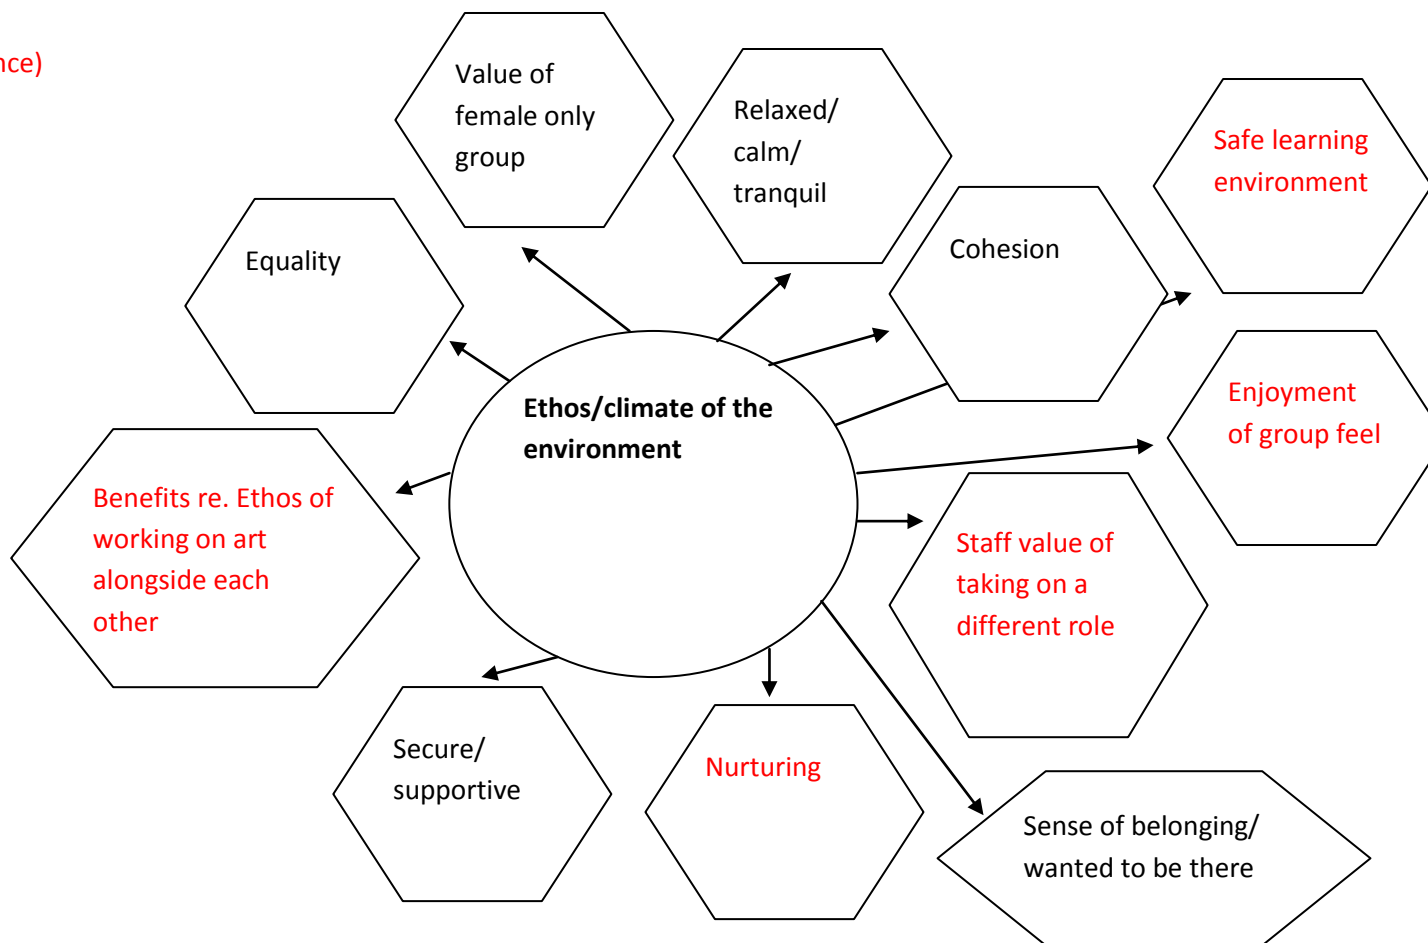 nce)
Value of
female only
group
Relaxed/
calm/
tranquil
Safe learning
environment
Equality
Cohesion
Ethos/climate of the
environment
Enjoyment
of group feel
Benefits re. Ethos of
working on art
alongside each
other
Staff value of
taking on a
different role
Secure/
supportive
Nurturing
Sense of belonging/
wanted to be there